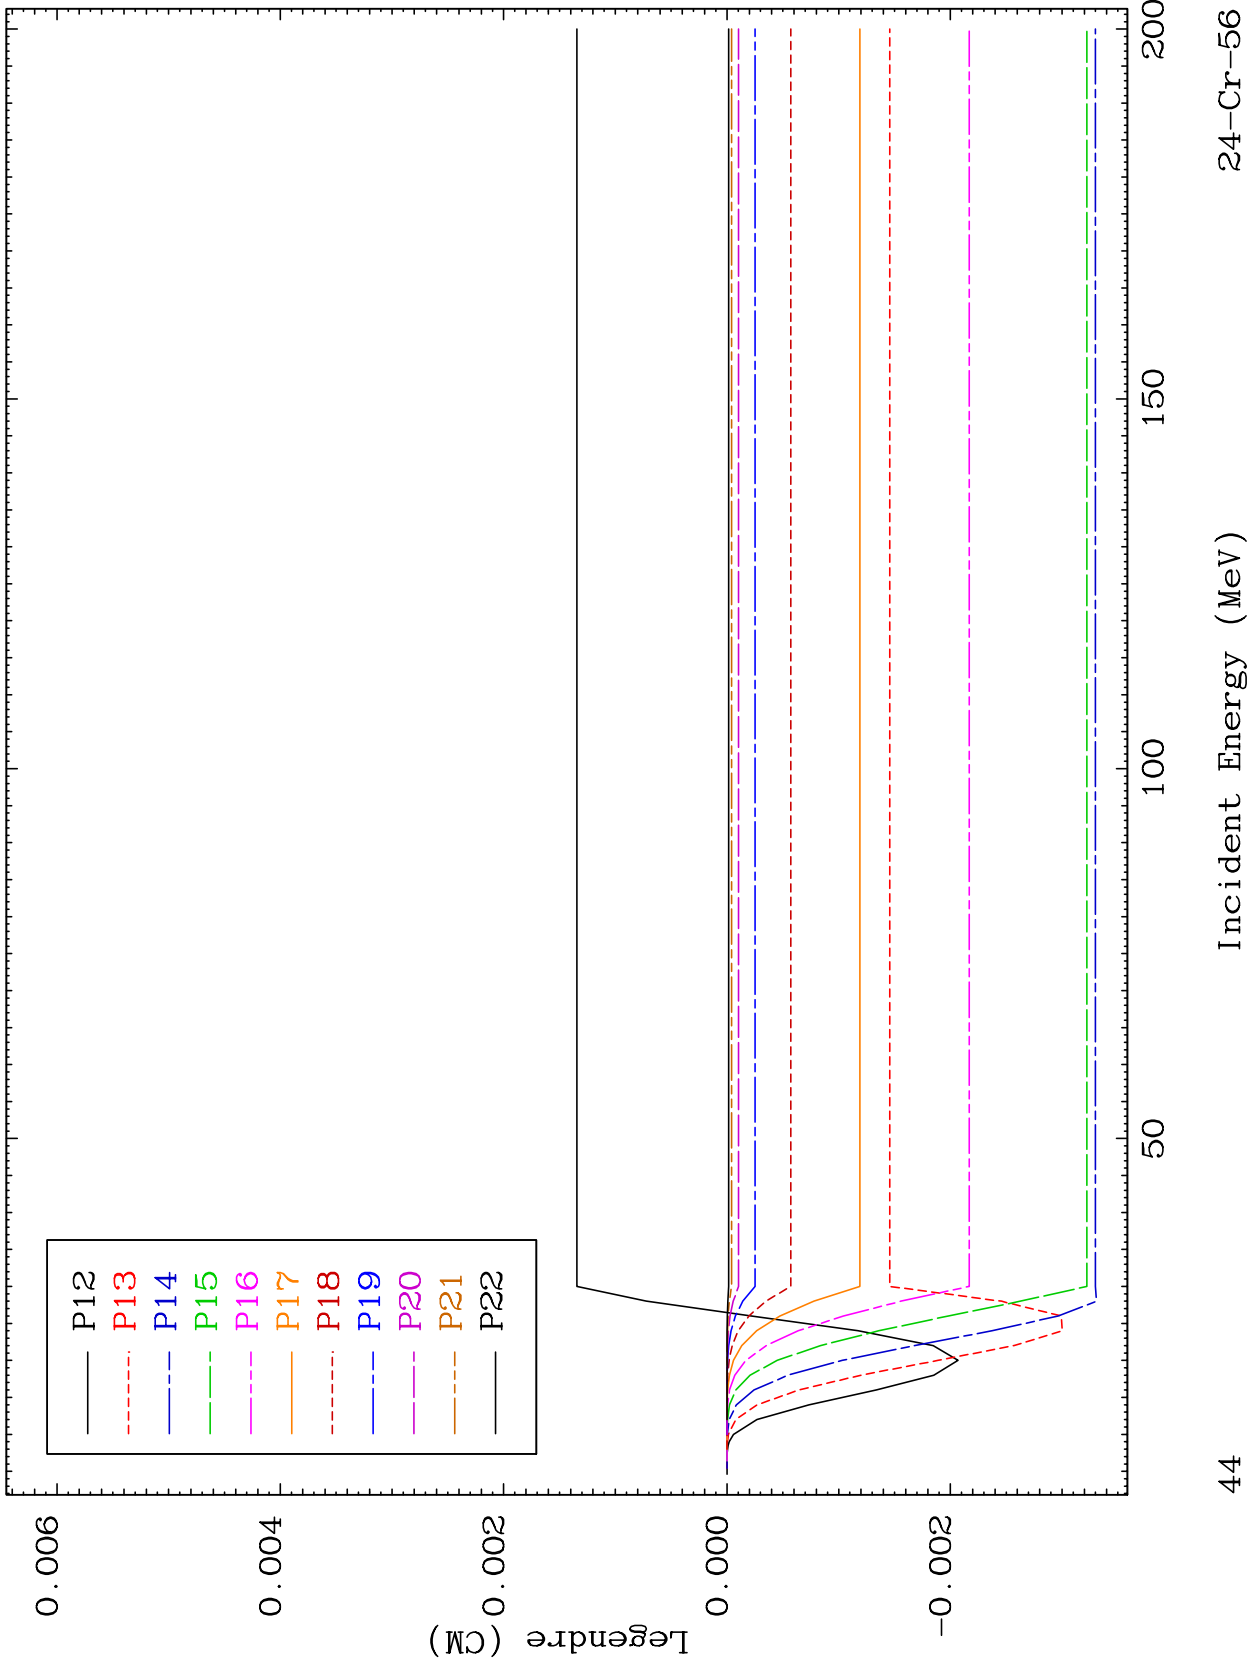 P12
P13
P14
P15
P16
P17
P18
P19
P20
P21
P22
0.006
0.004
0.002
0.000
-0.002
Legendre (CM)
50
100
150
200
Incident Energy (MeV)
44
24-Cr-56